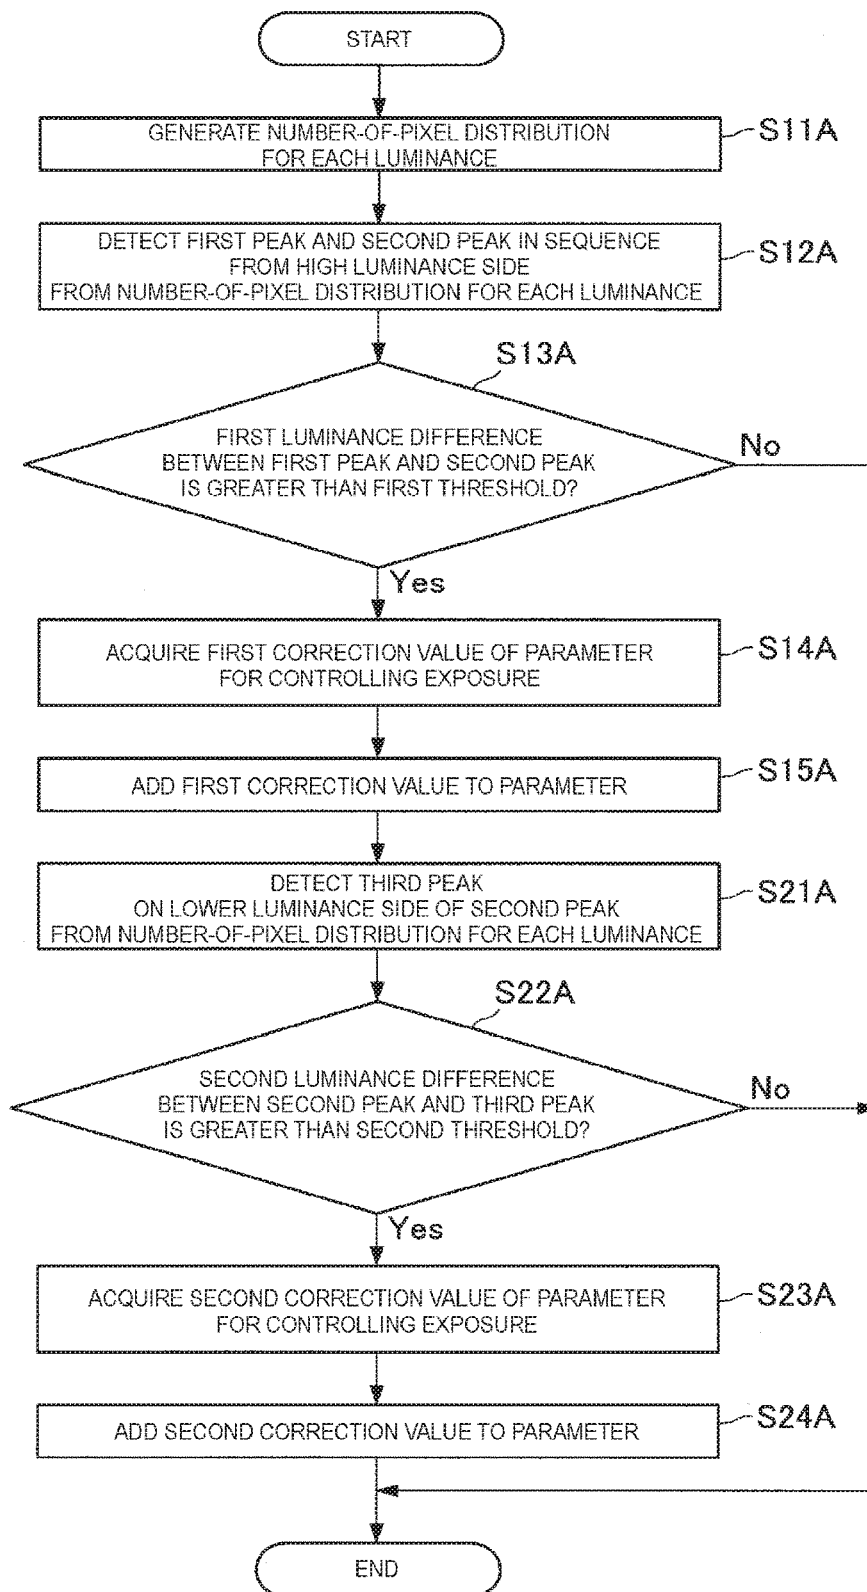 START
GENERATE NUMBER-OF-PIXEL DISTRIBUTION
FOR EACH LUMINANCE
S11A
DETECT FIRST PEAK AND SECOND PEAK IN SEQUENCE
FROM HIGH LUMINANCE SIDE
FROM NUMBER-OF-PIXEL DISTRIBUTION FOR EACH LUMINANCE
S12A
S13A
FIRST LUMINANCE DIFFERENCE
BETWEEN FIRST PEAK AND SECOND PEAK
IS GREATER THAN FIRST THRESHOLD?
No
Yes
ACQUIRE FIRST CORRECTION VALUE OF PARAMETER
FOR CONTROLLING EXPOSURE
S14A
ADD FIRST CORRECTION VALUE TO PARAMETER
S15A
DETECT THIRD PEAK
ON LOWER LUMINANCE SIDE OF SECOND PEAK
FROM NUMBER-OF-PIXEL DISTRIBUTION FOR EACH LUMINANCE
S21A
S22A
SECOND LUMINANCE DIFFERENCE
BETWEEN SECOND PEAK AND THIRD PEAK
IS GREATER THAN SECOND THRESHOLD?
No
Yes
ACQUIRE SECOND CORRECTION VALUE OF PARAMETER
FOR CONTROLLING EXPOSURE
S23A
ADD SECOND CORRECTION VALUE TO PARAMETER
S24A
END